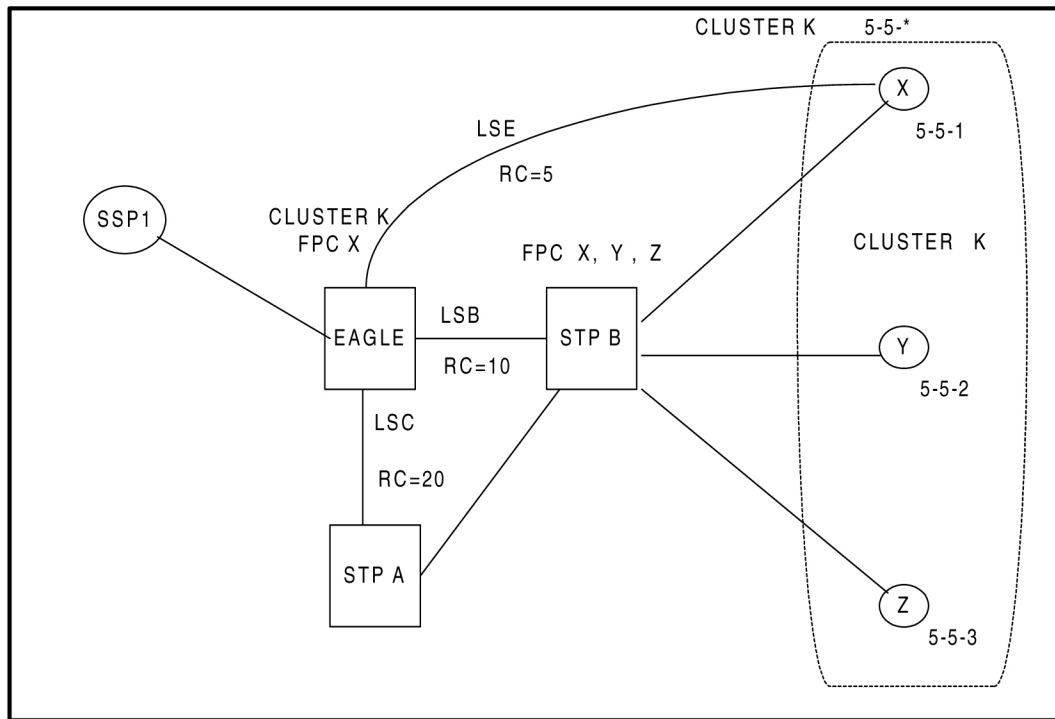 CLUSTER K 5-5-*
X
5-5-1
LSE
RC=5
SSP1
CLUSTER K
FPC X
FPC X, Y , Z
CLUSTER K
EAGLE
LSB
RC=10
STP B
Y
5-5-2
LSC
RC=20
STP A
Z
5-5-3